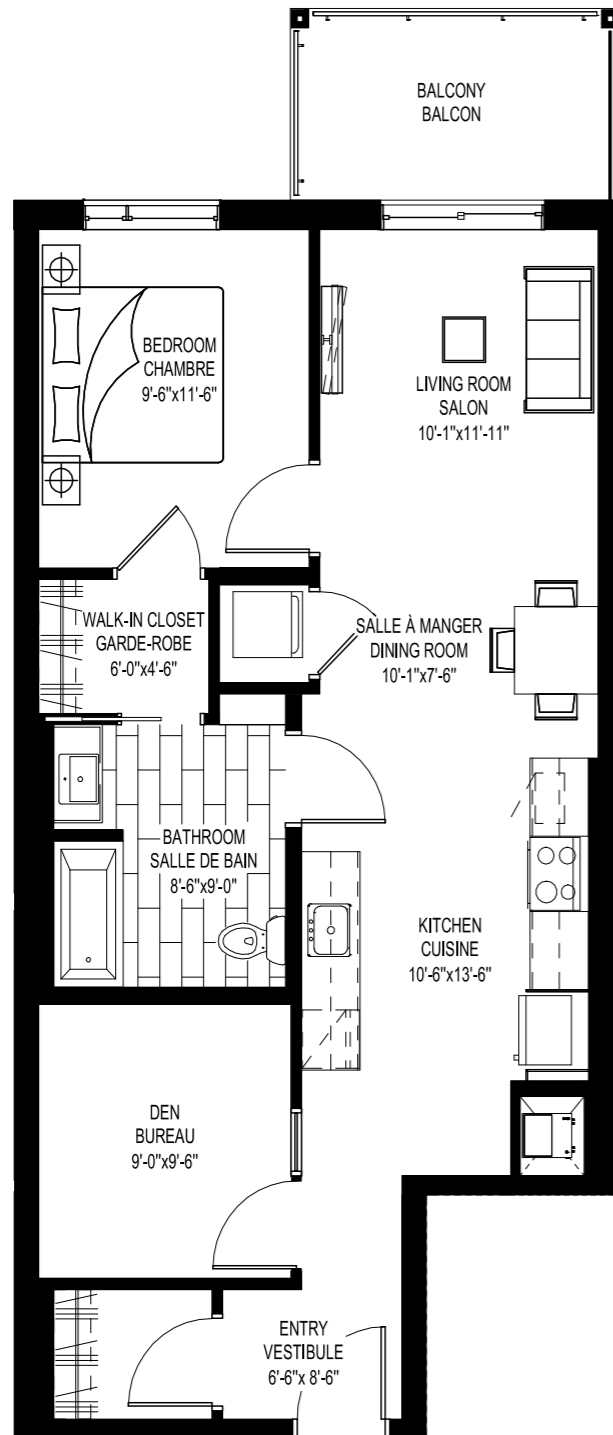 BALCONY
BALCON
BEDROOM
CHAMBRE
9'-6"x11'-6"
LIVING ROOM
SALON
10'-1"x11'-11"
WALK-IN CLOSET
GARDE-ROBE
6'-0"x4'-6"
SALLE À MANGER
DINING ROOM
10'-1"x7'-6"
BATHROOM
SALLE DE BAIN
8'-6"x9'-0"
KITCHEN
CUISINE
10'-6"x13'-6"
DEN
BUREAU
9'-0"x9'-6"
ENTRY
VESTIBULE
6'-6"x 8'-6"